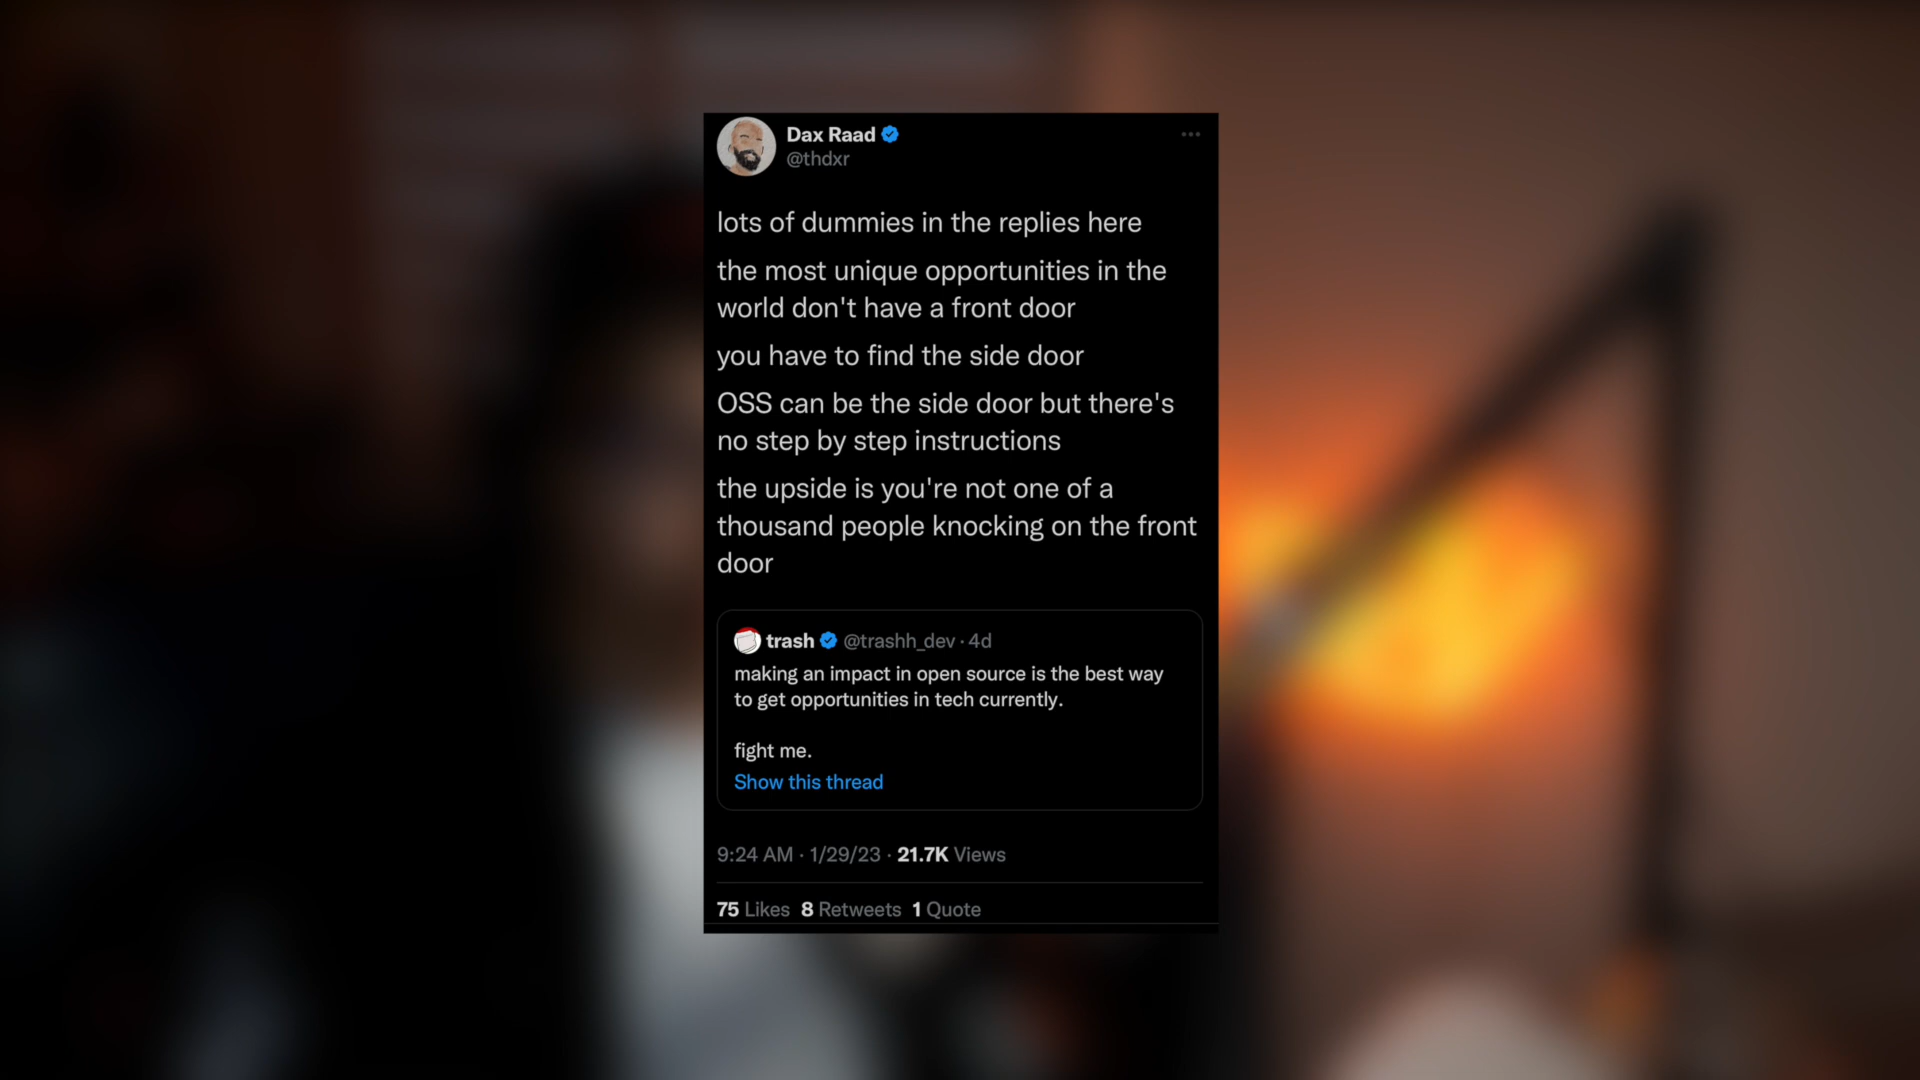 Dax Raad
@thdxr
lots of dummies in the replies here
the most unique opportunities in the
world don't have a front door
you have to find the side door
OSS can be the side door but there's
no step by step instructions
the upside is you're not one of a
thousand people knocking on the front
door
trash @trashh_dev · 4d
making an impact in open source is the best way
to get opportunities in tech currently.
fight me.
Show this thread
9:24 AM · 1/29/23 · 21.7K Views
75 Likes 8 Retweets 1 Quote